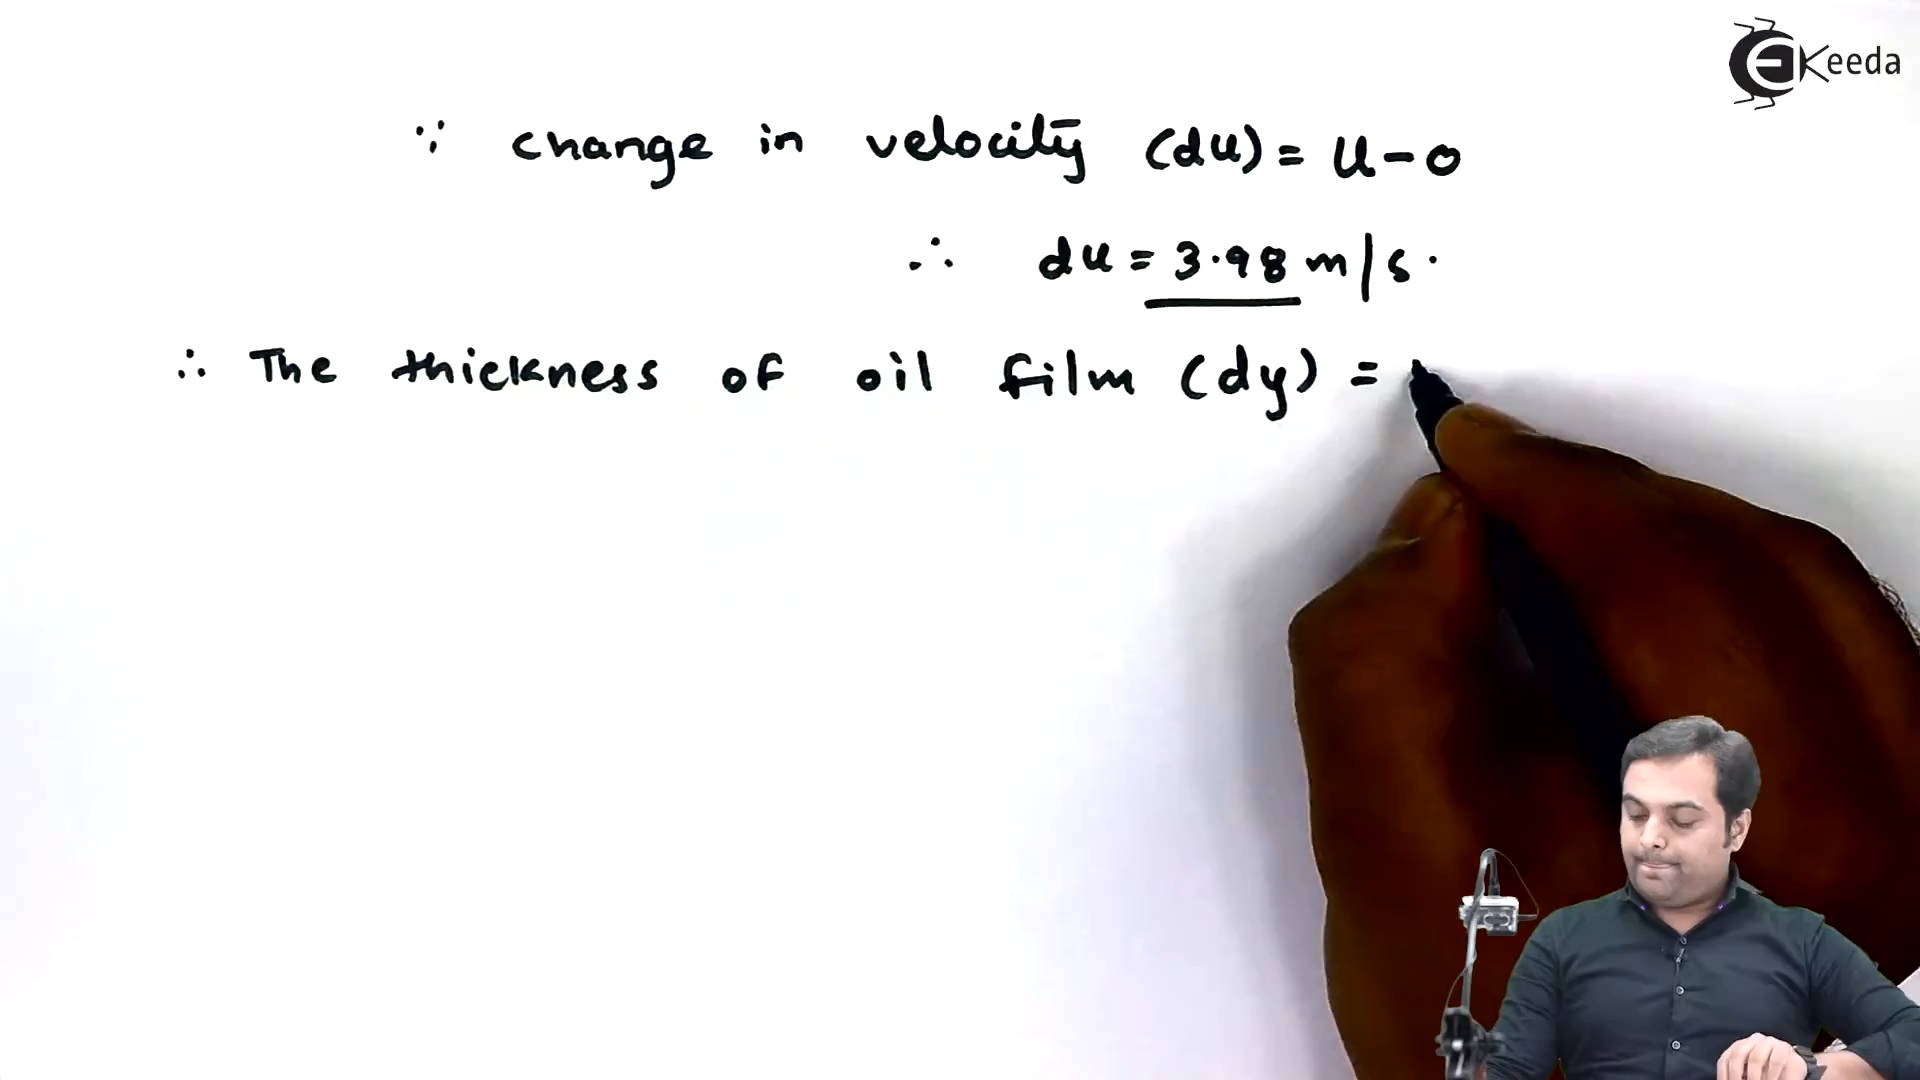 EKeeda
∵ change in velocity (du) = u - 0
∴ du = 3.98 m/s.
∴ The thickness of oil film (dy) =